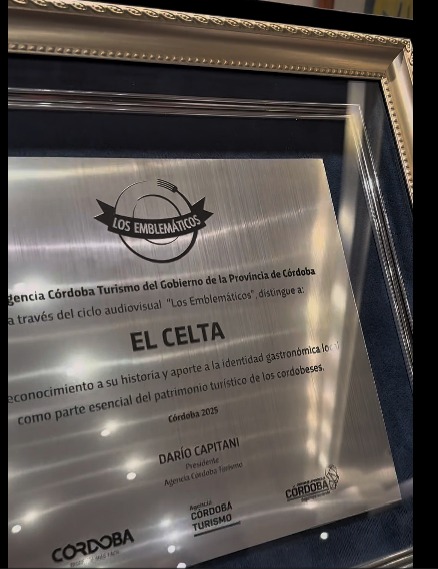 LOS EMBLEMÁTICOS
gencia Córdoba Turismo del Gobierno de la Provincia de Córdoba
a través del ciclo audiovisual "Los Emblemáticos", distingue a:
EL CELTA
econocimiento a su historia y aporte a la identidad gastronómica local
como parte esencial del patrimonio turístico de los cordobeses.
Córdoba 2025
DARÍO CAPITANI
Presidente
Agencia Córdoba Turismo
CÓRDOBA
AGENCIA
CÓRDOBA
TURISMO
CÓRDOBA